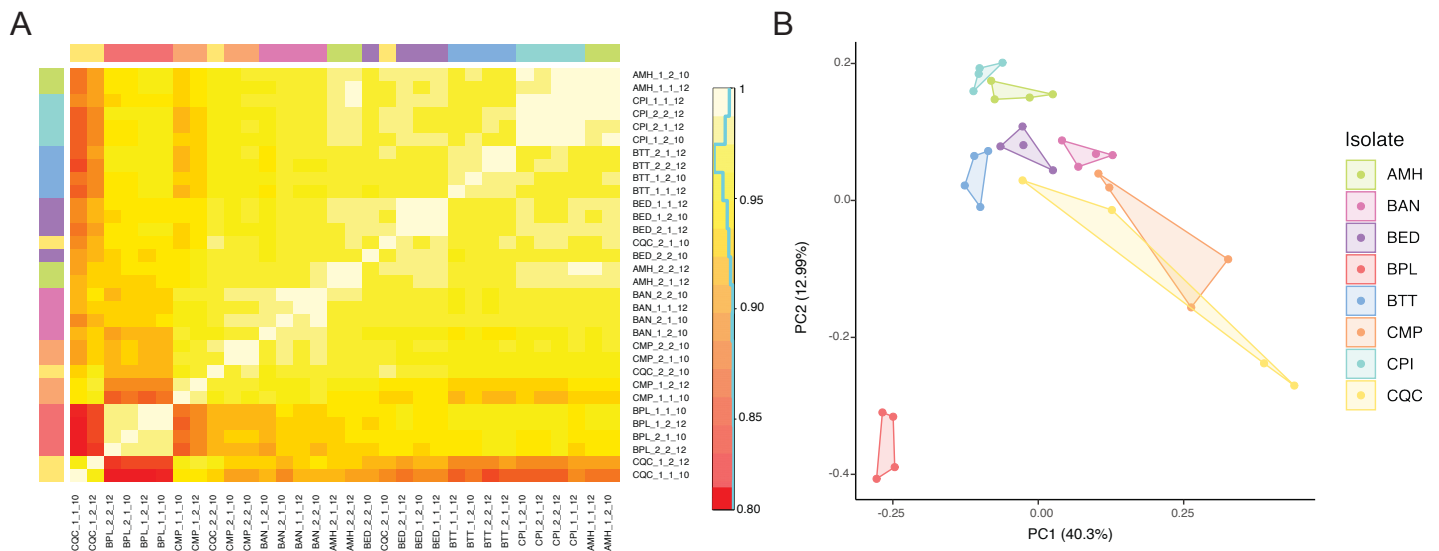 A
AMH_1_2_10
AMH_1_1_12
CPI_1_1_12
CPI_2_2_12
CPI_2_1_12
CPI_1_2_10
BTT_2_1_12
BTT_2_2_12
BTT_1_2_10
BTT_1_1_12
BED_1_1_12
BED_1_2_10
BED_2_1_12
CQC_2_1_10
BED_2_2_10
AMH_2_2_12
AMH_2_1_12
BAN_2_2_10
BAN_1_1_12
BAN_2_1_10
BAN_1_2_10
CMP_2_2_10
CMP_2_1_10
CQC_2_2_10
CMP_1_2_12
CMP_1_1_10
BPL_1_1_10
BPL_1_2_12
BPL_2_1_10
BPL_2_2_12
CQC_1_2_12
CQC_1_1_10
CQC_1_1_10
CQC_1_2_12
BPL_2_2_12
BPL_2_1_10
BPL_1_2_12
BPL_1_1_10
CMP_1_1_10
CMP_1_2_12
CQC_2_2_10
CMP_2_1_10
CMP_2_2_10
BAN_1_2_10
BAN_2_1_10
BAN_1_1_12
BAN_2_2_10
AMH_2_1_12
AMH_2_2_12
BED_2_2_10
CQC_2_1_10
BED_2_1_12
BED_1_2_10
BED_1_1_12
BTT_1_1_12
BTT_1_2_10
BTT_2_2_12
BTT_2_1_12
CPI_1_2_10
CPI_2_1_12
CPI_2_2_12
CPI_1_1_12
AMH_1_1_12
AMH_1_2_10
1
0.95
0.90
0.85
0.80
B
0.2
0.0
-0.2
-0.4
PC2 (12.99%)
-0.25
0.00
0.25
PC1 (40.3%)
Isolate
AMH
BAN
BED
BPL
BTT
CMP
CPI
CQC